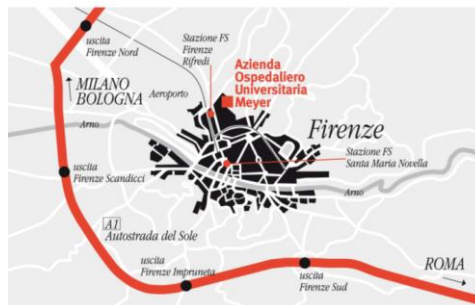 uscita
Firenze Nord
Stazione FS
Firenze
Rifredi
Azienda
Ospedaliero
Universitaria
Meyer
MILANO
BOLOGNA
Aeroporto
Arno
Firenze
Stazione FS
Santa Maria Novella
uscita
Firenze Scandicci
Arno
A1
Autostrada del Sole
uscita
Firenze Impruneta
uscita
Firenze Sud
ROMA